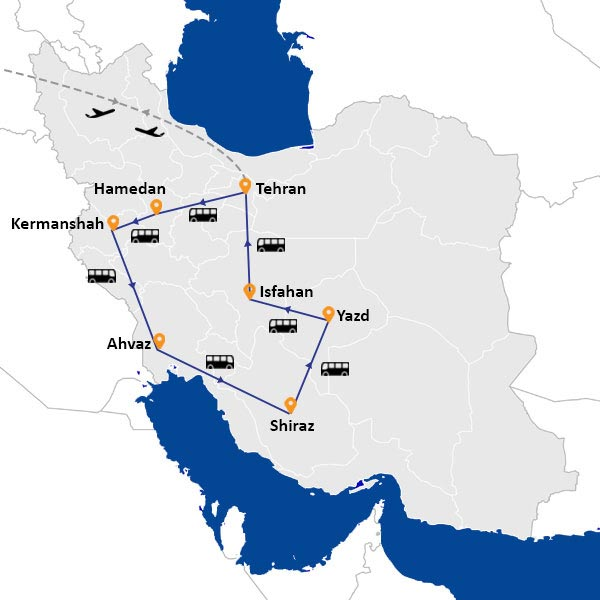 Hamedan
Tehran
Kermanshah
Isfahan
Yazd
Ahvaz
Shiraz